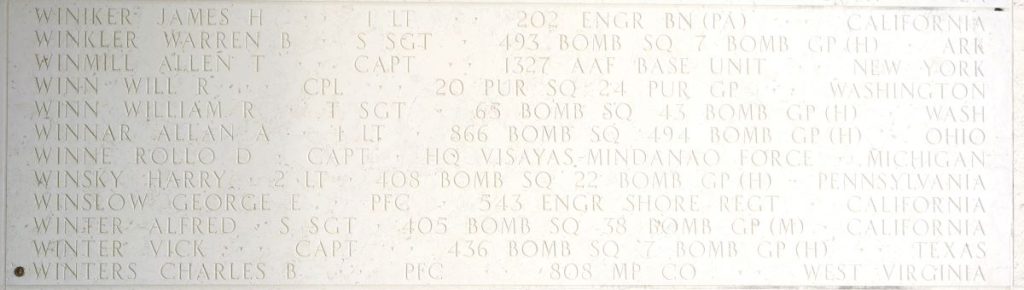 WINIKER JAMES H · 1 LT · 202 ENGR BN (PA) · CALIFORNIA
WINKLER WARREN B · S SGT · 493 BOMB SQ 7 BOMB GP (H) · ARK
WINMILL ALLEN T · CAPT · 1327 AAF BASE UNIT · NEW YORK
WINN WILL R · CPL · 20 PUR SQ 24 PUR GP · WASHINGTON
WINN WILLIAM R · T SGT · 65 BOMB SQ 43 BOMB GP (H) · WASH
WINNAR ALLAN A · 1 LT · 866 BOMB SQ 494 BOMB GP (H) · OHIO
WINNE ROLLO D · CAPT · HQ VISAYAS-MINDANAO FORCE · MICHIGAN
WINSKY HARRY · 2 LT · 408 BOMB SQ 22 BOMB GP (H) · PENNSYLVANIA
WINSLOW GEORGE E · PFC · 543 ENGR SHORE REGT · CALIFORNIA
WINTER ALFRED · S SGT · 405 BOMB SQ 38 BOMB GP (M) · CALIFORNIA
WINTER VICK · CAPT · 436 BOMB SQ 7 BOMB GP (H) · TEXAS
WINTERS CHARLES B · PFC · 808 MP CO · WEST VIRGINIA